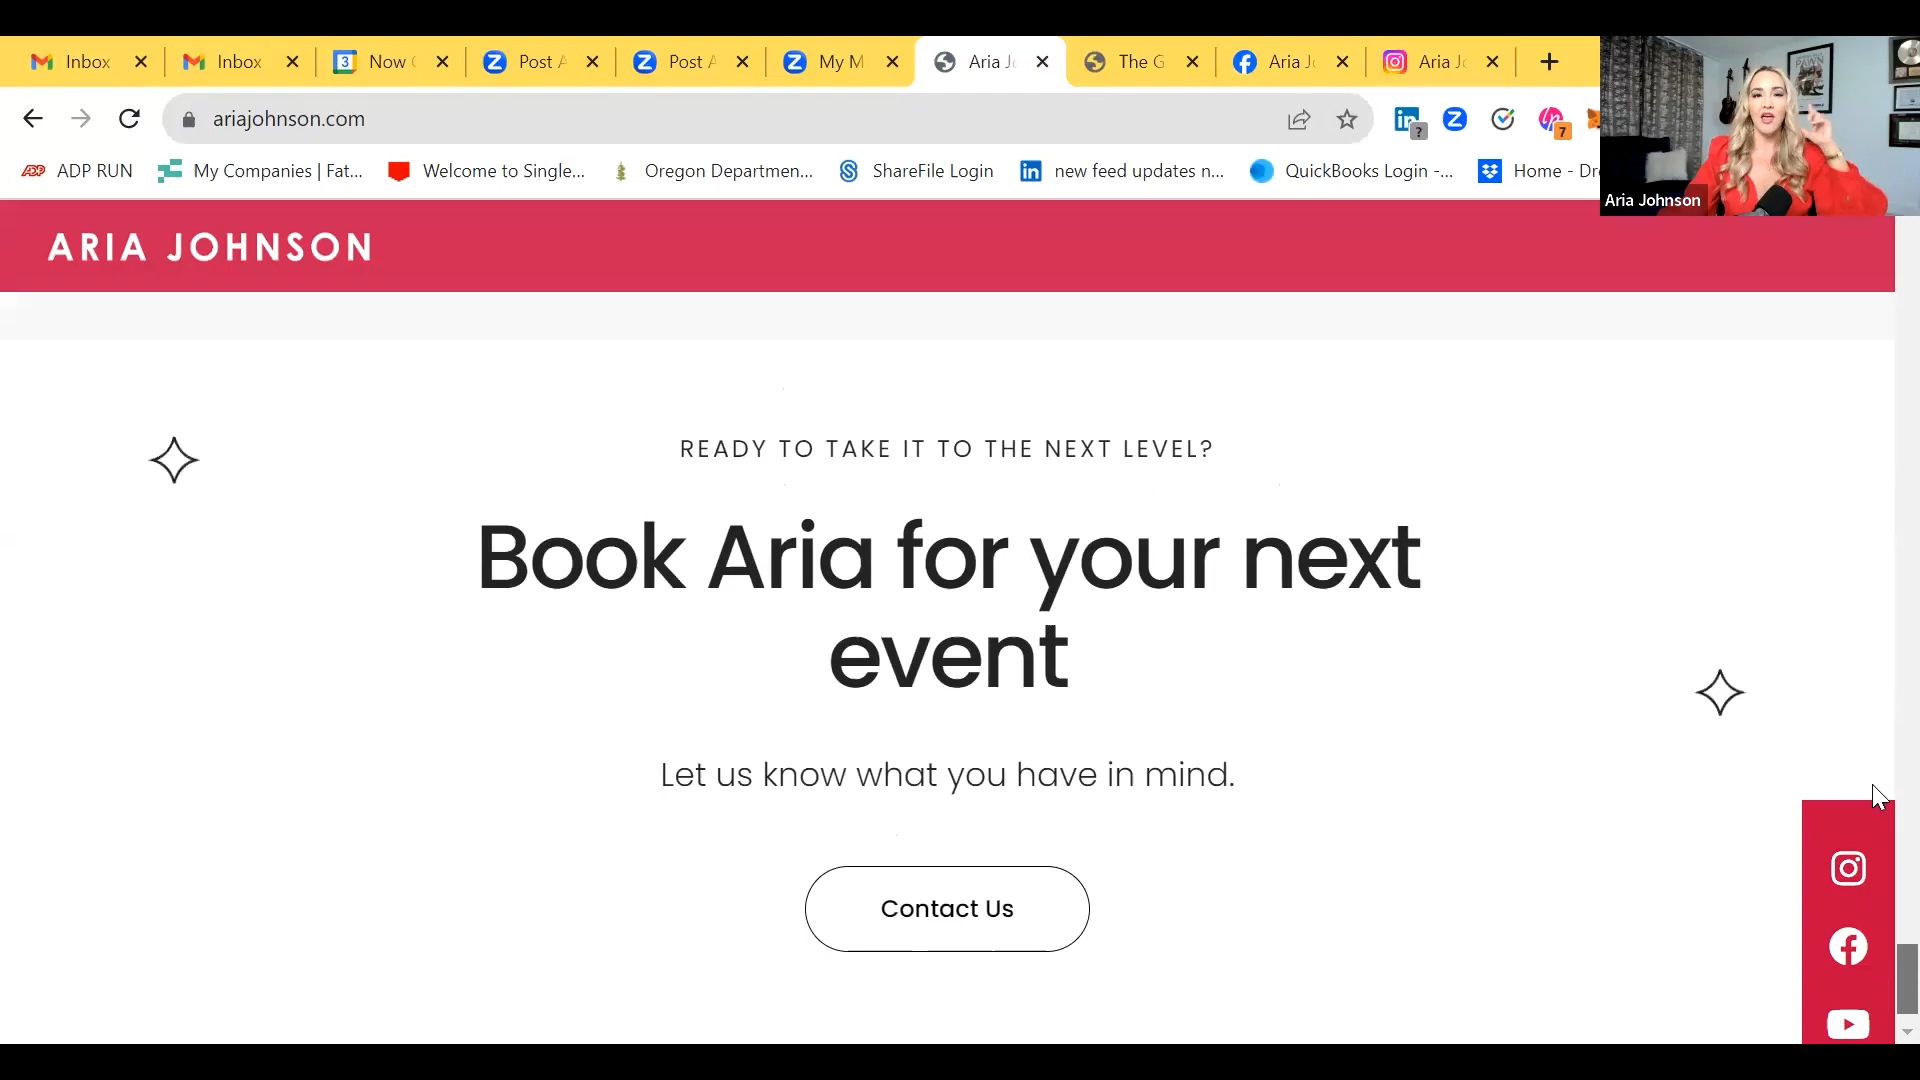 Inbox
Inbox
Now
Post A
Post A
My M
Aria Jo
The G
Aria Jo
Aria Jo
ariajohnson.com
ADP RUN
My Companies | Fat...
Welcome to Single...
Oregon Departmen...
ShareFile Login
new feed updates n...
QuickBooks Login -...
Home - Dr
Aria Johnson
ARIA JOHNSON
READY TO TAKE IT TO THE NEXT LEVEL?
Book Aria for your next
event
Let us know what you have in mind.
Contact Us